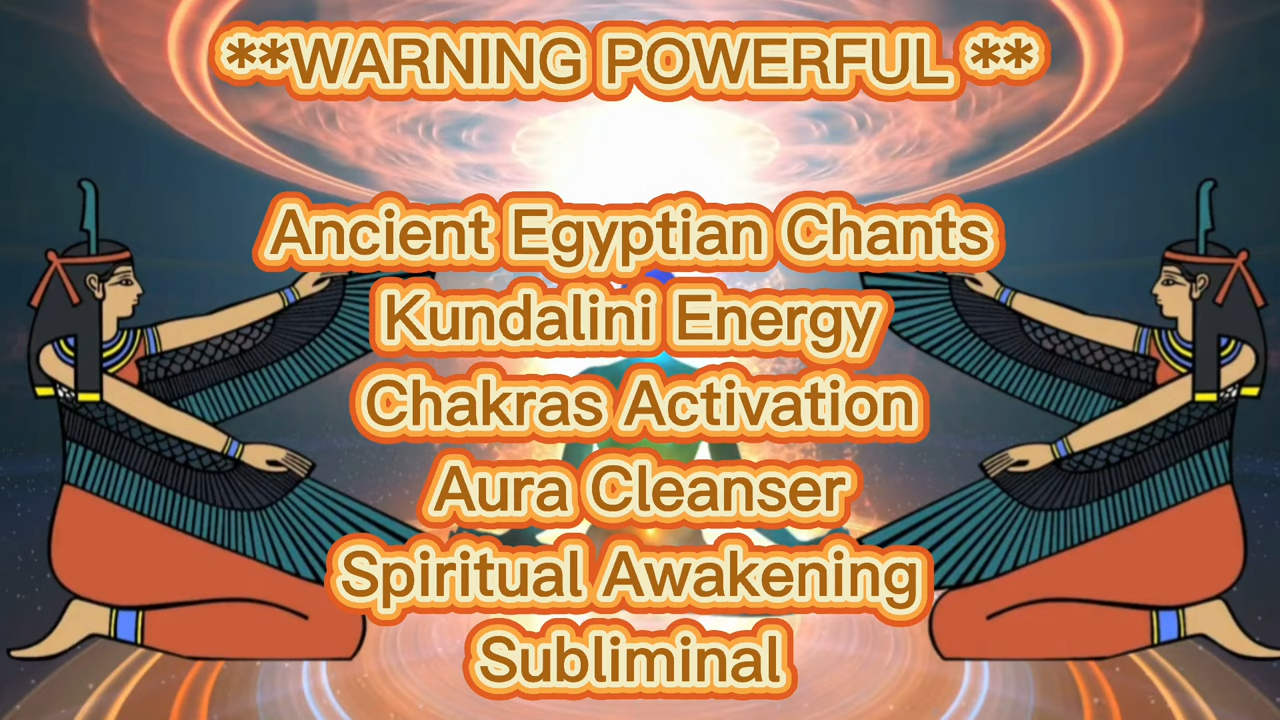 **WARNING POWERFUL **
Ancient Egyptian Chants
Kundalini Energy
Chakras Activation
Aura Cleanser
Spiritual Awakening
Subliminal